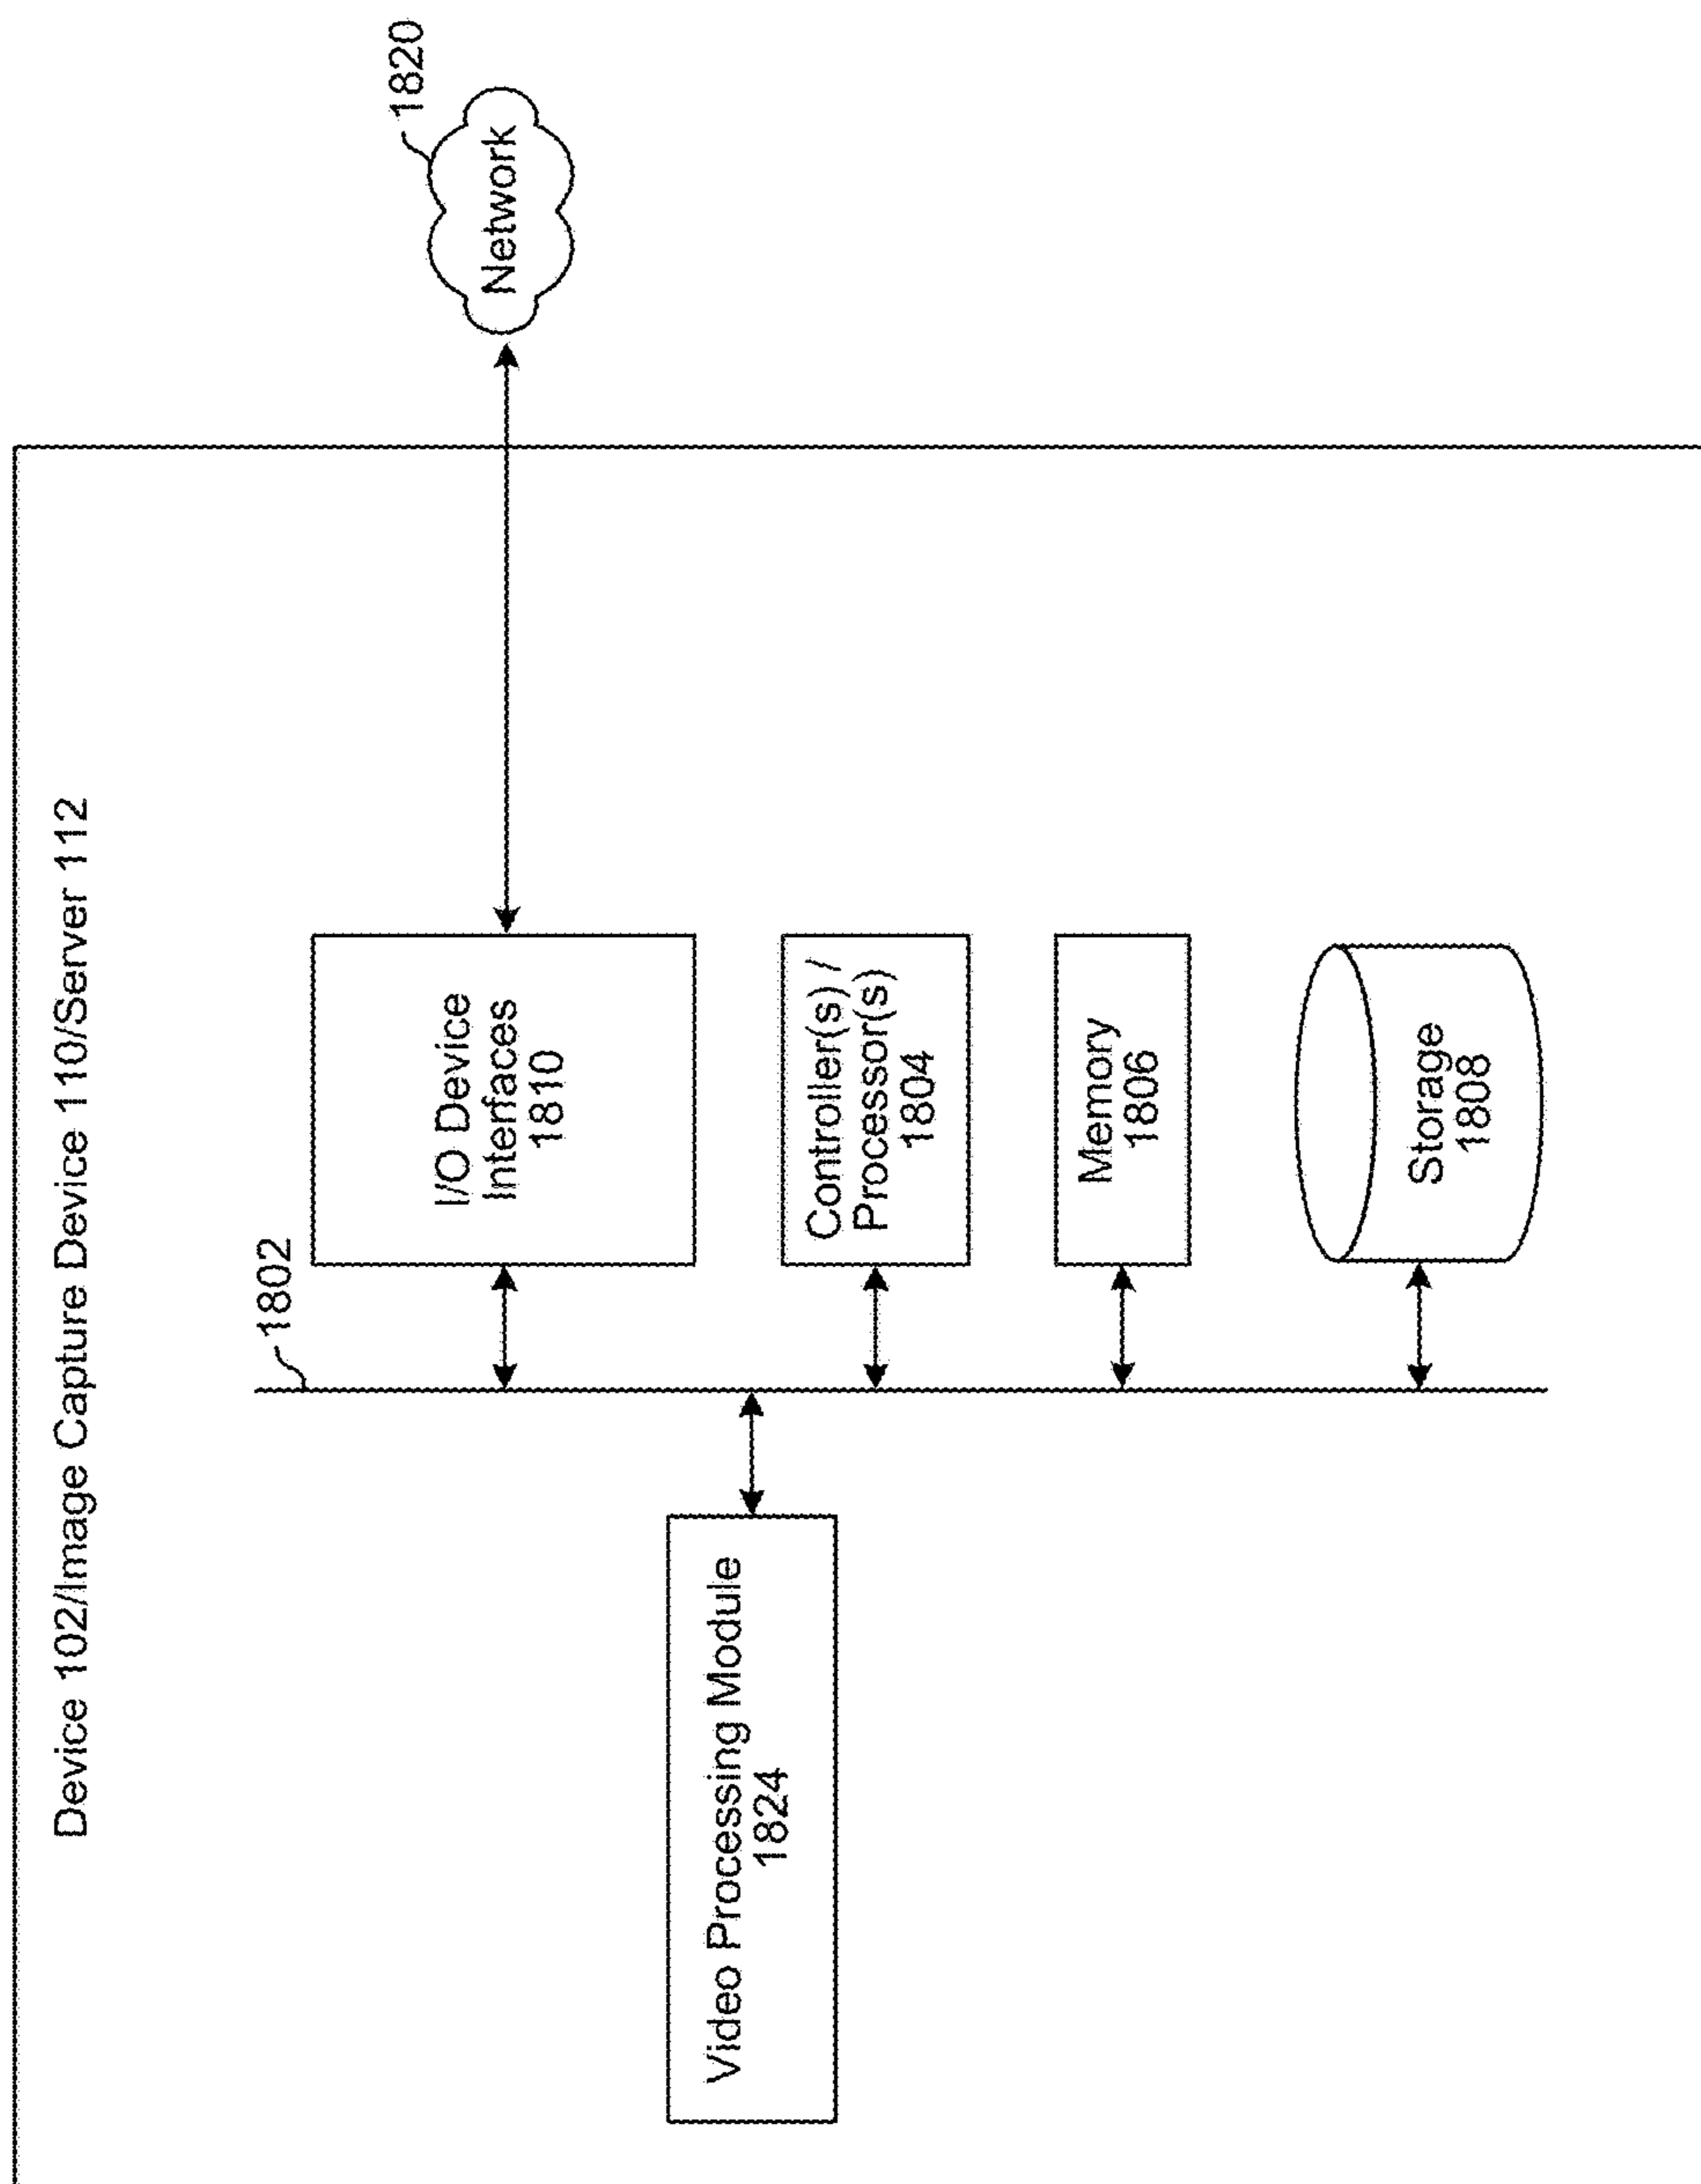 Device 102/Image Capture Device 110/Server 112
1802
1820
Network
I/O Device
Interfaces
1810
Video Processing Module
1824
Controller(s) /
Processor(s)
1804
Memory
1806
Storage
1808